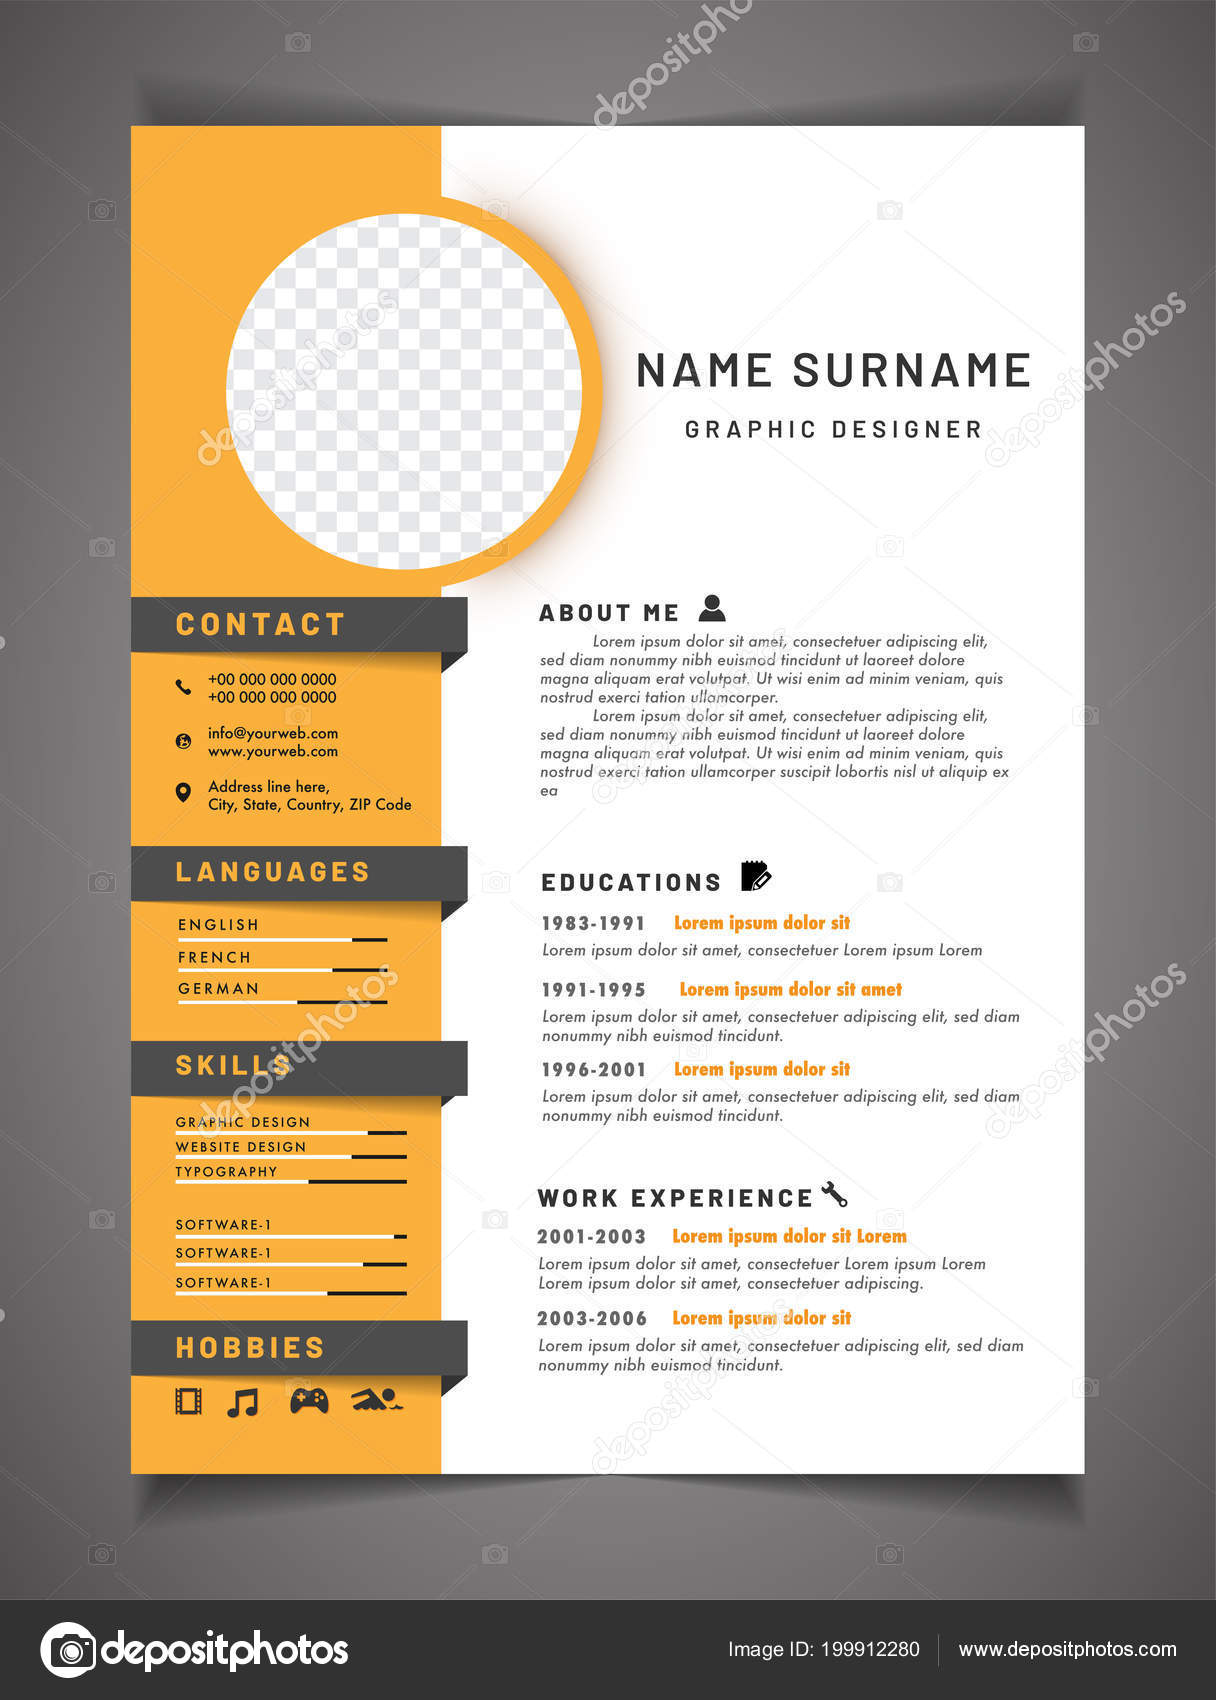 NAME SURNAME
GRAPHIC DESIGNER
CONTACT
+00 000 000 0000
+00 000 000 0000
info@yourweb.com
www.yourweb.com
Address line here,
City, State, Country, ZIP Code
LANGUAGES
ENGLISH
FRENCH
GERMAN
SKILLS
GRAPHIC DESIGN
WEBSITE DESIGN
TYPOGRAPHY
SOFTWARE-1
SOFTWARE-1
SOFTWARE-1
HOBBIES
ABOUT ME
Lorem ipsum dolor sit amet, consectetuer adipiscing elit,
sed diam nonummy nibh euismod tincidunt ut laoreet dolore
magna aliquam erat volutpat. Ut wisi enim ad minim veniam, quis
nostrud exerci tation ullamcorper.
Lorem ipsum dolor sit amet, consectetuer adipiscing elit,
sed diam nonummy nibh euismod tincidunt ut laoreet dolore
magna aliquam erat volutpat. Ut wisi enim ad minim veniam, quis
nostrud exerci tation ullamcorper suscipit lobortis nisl ut aliquip ex
ea
EDUCATIONS
1983-1991 Lorem ipsum dolor sit
Lorem ipsum dolor sit amet, consectetuer Lorem ipsum Lorem
1991-1995 Lorem ipsum dolor sit amet
Lorem ipsum dolor sit amet, consectetuer adipiscing elit, sed diam
nonummy nibh euismod tincidunt.
1996-2001 Lorem ipsum dolor sit
Lorem ipsum dolor sit amet, consectetuer adipiscing elit, sed diam
nonummy nibh euismod tincidunt.
WORK EXPERIENCE
2001-2003 Lorem ipsum dolor sit Lorem
Lorem ipsum dolor sit amet, consectetuer Lorem ipsum Lorem
Lorem ipsum dolor sit amet, consectetuer adipiscing.
2003-2006 Lorem ipsum dolor sit
Lorem ipsum dolor sit amet, consectetuer adipiscing elit, sed diam
nonummy nibh euismod tincidunt.
depositphotos
depositphotos
depositphotos
depositphotos
depositphotos
depositphotos
depositphotos
depositphotos Image ID: 199912280 www.depositphotos.com